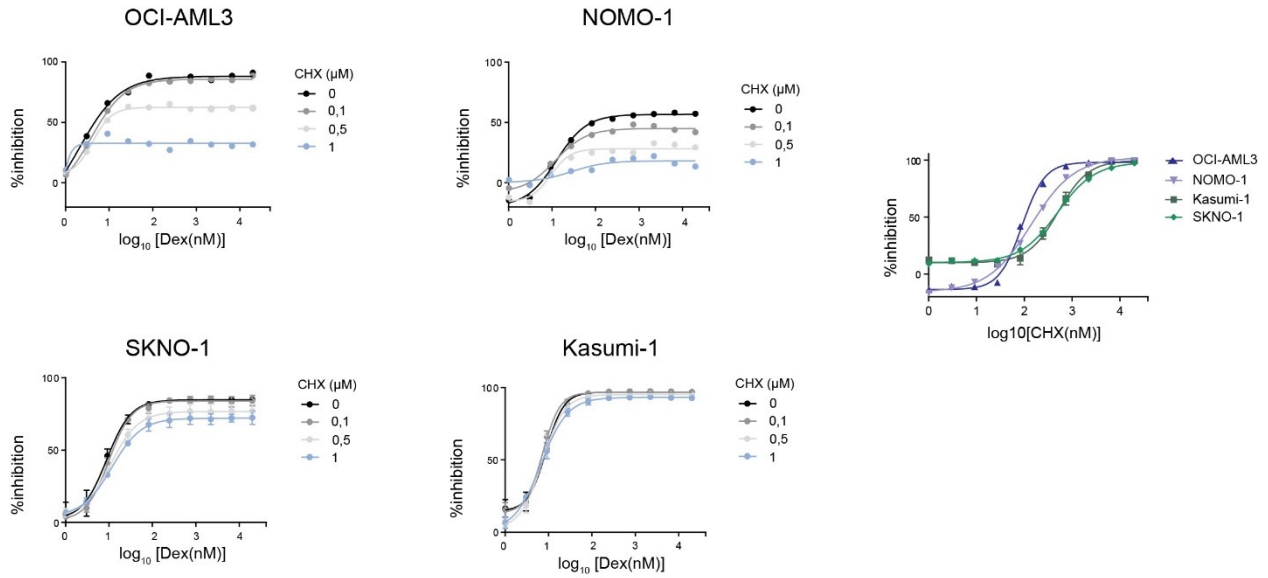 OCI-AML3
100
50
0
%inhibition
0
1
2
3
4
log₁₀ [Dex(nM)]
CHX (µM)
0
0,1
0,5
1
NOMO-1
100
50
0
%inhibition
0
1
2
3
4
log₁₀ [Dex(nM)]
CHX (µM)
0
0,1
0,5
1
100
50
0
%inhibition
0
1
2
3
4
log10[CHX(nM)]
OCI-AML3
NOMO-1
Kasumi-1
SKNO-1
SKNO-1
100
50
0
%inhibition
0
1
2
3
4
log₁₀ [Dex(nM)]
CHX (µM)
0
0,1
0,5
1
Kasumi-1
100
50
0
%inhibition
0
1
2
3
4
log₁₀ [Dex(nM)]
CHX (µM)
0
0,1
0,5
1